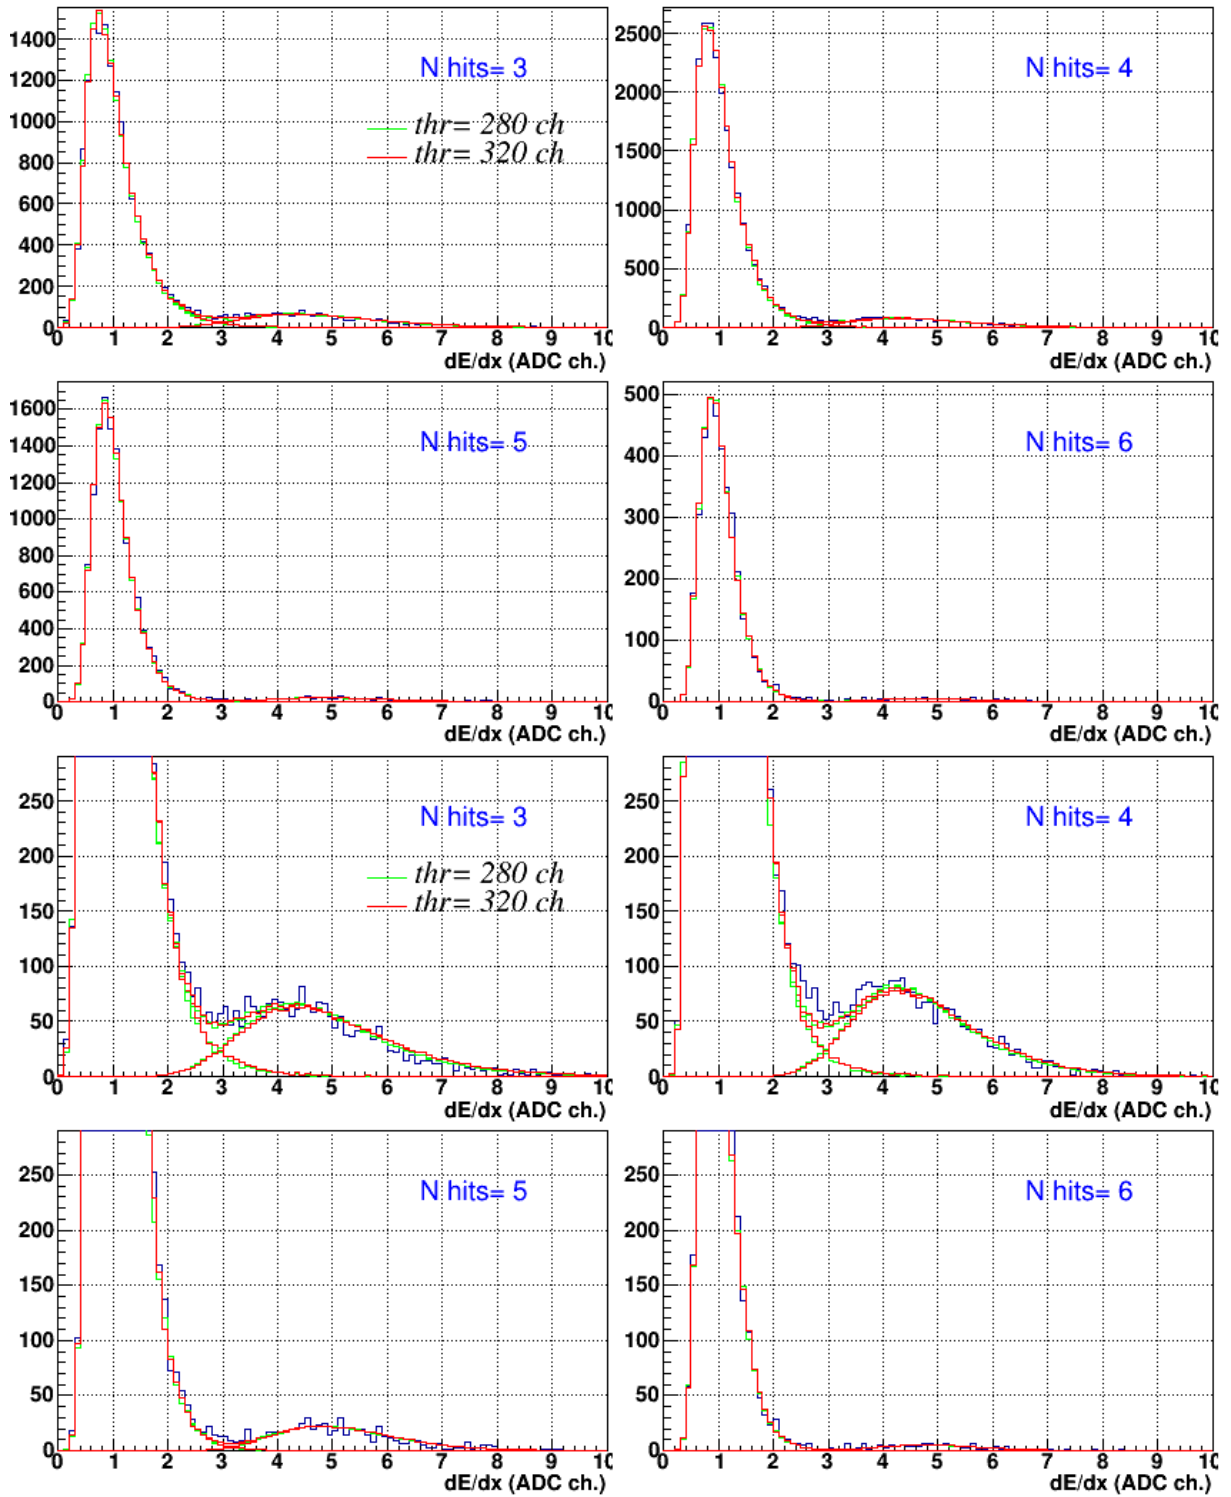 1400
1200
1000
800
600
400
200
0
N hits= 3
thr= 280 ch
thr= 320 ch
0 1 2 3 4 5 6 7 8 9 10
dE/dx (ADC ch.)
2500
2000
1500
1000
500
0
N hits= 4
0 1 2 3 4 5 6 7 8 9 10
dE/dx (ADC ch.)
1600
1400
1200
1000
800
600
400
200
0
N hits= 5
0 1 2 3 4 5 6 7 8 9 10
dE/dx (ADC ch.)
500
400
300
200
100
0
N hits= 6
0 1 2 3 4 5 6 7 8 9 10
dE/dx (ADC ch.)
250
200
150
100
50
0
N hits= 3
thr= 280 ch
thr= 320 ch
0 1 2 3 4 5 6 7 8 9 10
dE/dx (ADC ch.)
250
200
150
100
50
0
N hits= 4
0 1 2 3 4 5 6 7 8 9 10
dE/dx (ADC ch.)
250
200
150
100
50
0
N hits= 5
0 1 2 3 4 5 6 7 8 9 10
dE/dx (ADC ch.)
250
200
150
100
50
0
N hits= 6
0 1 2 3 4 5 6 7 8 9 10
dE/dx (ADC ch.)